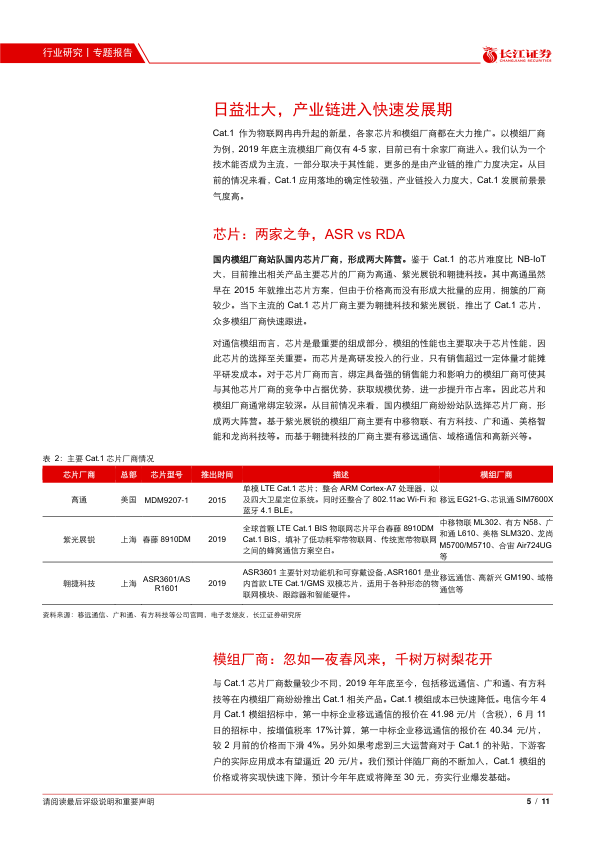 行业研究丨专题报告
长江证券
CHANGJIANG SECURITIES
日益壮大，产业链进入快速发展期
Cat.1 作为物联网冉冉升起的新星，各家芯片和模组厂商都在大力推广。以模组厂商
为例，2019 年底主流模组厂商仅有 4-5 家，目前已有十余家厂商进入。我们认为一个
技术能否成为主流，一部分取决于其性能，更多的是由产业链的推广力度决定。从目
前的情况来看，Cat.1 应用落地的确定性较强，产业链投入力度大，Cat.1 发展前景景
气度高。
芯片：两家之争，ASR vs RDA
国内模组厂商站队国内芯片厂商，形成两大阵营。鉴于 Cat.1 的芯片难度比 NB-IoT
大，目前推出相关产品主要芯片的厂商为高通、紫光展锐和翱捷科技。其中高通虽然
早在 2015 年就推出芯片方案，但由于价格高而没有形成大批量的应用，拥簇的厂商
较少。当下主流的 Cat.1 芯片厂商主要为翱捷科技和紫光展锐，推出了 Cat.1 芯片，
众多模组厂商快速跟进。
对通信模组而言，芯片是最重要的组成部分，模组的性能也主要取决于芯片性能，因
此芯片的选择至关重要。而芯片是高研发投入的行业，只有销售超过一定体量才能摊
平研发成本。对于芯片厂商而言，绑定具备强的销售能力和影响力的模组厂商可使其
与其他芯片厂商的竞争中占据优势，获取规模优势，进一步提升市占率。因此芯片和
模组厂商通常绑定较深。从目前情况来看，国内模组厂商纷纷站队选择芯片厂商，形
成两大阵营。基于紫光展锐的模组厂商主要有中移物联、有方科技、广和通、美格智
能和龙尚科技等。而基于翱捷科技的厂商主要有移远通信、域格通信和高新兴等。
表 2：主要 Cat.1 芯片厂商情况
芯片厂商 总部 芯片型号 推出时间 描述 模组厂商
高通 美国 MDM9207-1 2015 单模 LTE Cat.1 芯片；整合 ARM Cortex-A7 处理器，以
及四大卫星定位系统。同时还整合了 802.11ac Wi-Fi 和
蓝牙 4.1 BLE。 移远 EG21-G、芯讯通 SIM7600X
紫光展锐 上海 春藤 8910DM 2019 全球首颗 LTE Cat.1 BIS 物联网芯片平台春藤 8910DM
Cat.1 BIS，填补了低功耗窄带物联网、传统宽带物联网
之间的蜂窝通信方案空白。 中移物联 ML302、有方 N58、广
和通 L610、美格 SLM320、龙尚
M5700/M5710、合宙 Air724UG
等
翱捷科技 上海 ASR3601/AS
R1601 2019 ASR3601 主要针对功能机和可穿戴设备，ASR1601 是业
内首款 LTE Cat.1/GMS 双模芯片，适用于各种形态的物
联网模块、跟踪器和智能硬件。 移远通信、高新兴 GM190、域格
通信等
资料来源：移远通信、广和通、有方科技等公司官网，电子发烧友，长江证券研究所
模组厂商：忽如一夜春风来，千树万树梨花开
与 Cat.1 芯片厂商数量较少不同，2019 年年底至今，包括移远通信、广和通、有方科
技等在内模组厂商纷纷推出 Cat.1 相关产品。Cat.1 模组成本已快速降低。电信今年 4
月 Cat.1 模组招标中，第一中标企业移远通信的报价在 41.98 元/片（含税），6 月 11
日的招标中，按增值税率 17%计算，第一中标企业移远通信的报价在 40.34 元/片，
较 2 月前的价格而下滑 4%。另外如果考虑到三大运营商对于 Cat.1 的补贴，下游客
户的实际应用成本有望逼近 20 元/片。我们预计伴随厂商的不断加入，Cat.1 模组的
价格或将实现快速下降，预计今年年底或将降至 30 元，夯实行业爆发基础。
请阅读最后评级说明和重要声明
5 / 11